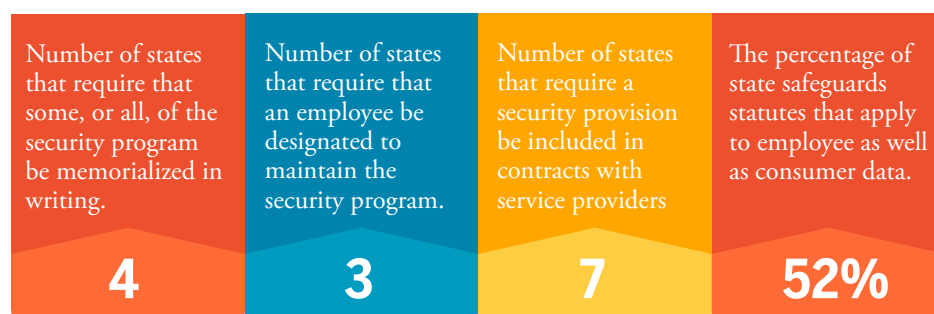 Number of states
that require that
some, or all, of the
security program
be memorialized in
writing.
4
Number of states
that require that
an employee be
designated to
maintain the
security program.
3
Number of states
that require a
security provision
be included in
contracts with
service providers
7
The percentage of
state safeguards
statutes that apply
to employee as well
as consumer data.
52%